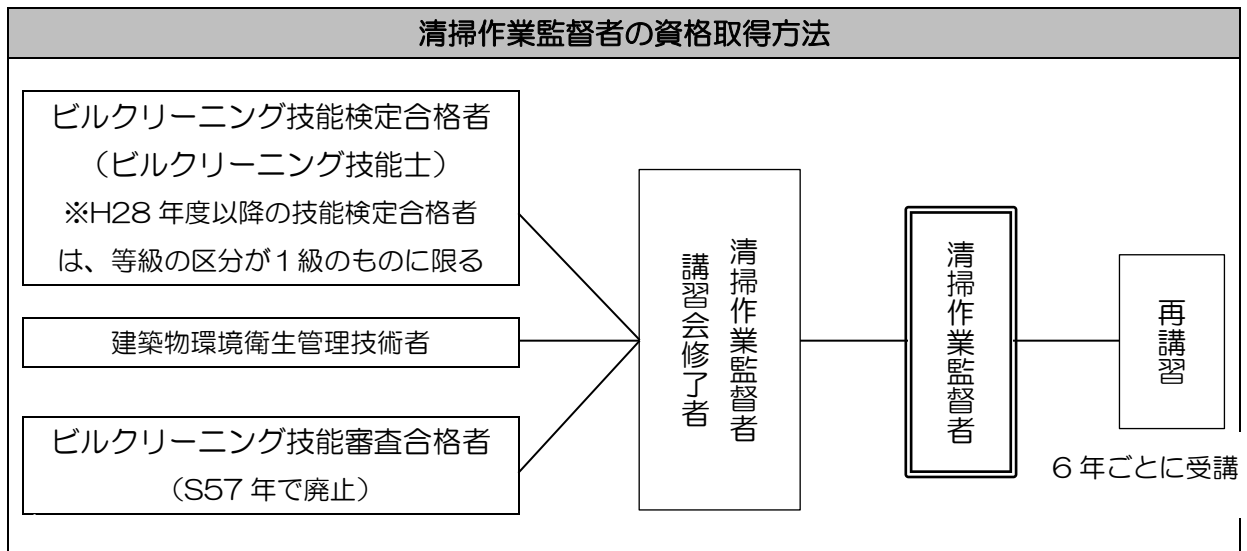 清掃作業監督者の資格取得方法
ビルクリーニング技能検定合格者
(ビルクリーニング技能士)
※H28年度以降の技能検定合格者
は、等級の区分が1級のものに限る
建築物環境衛生管理技術者
ビルクリーニング技能審査合格者
(S57年で廃止)
清掃作業監督者
講習会修了者
清掃作業監督者
再講習
6年ごとに受講